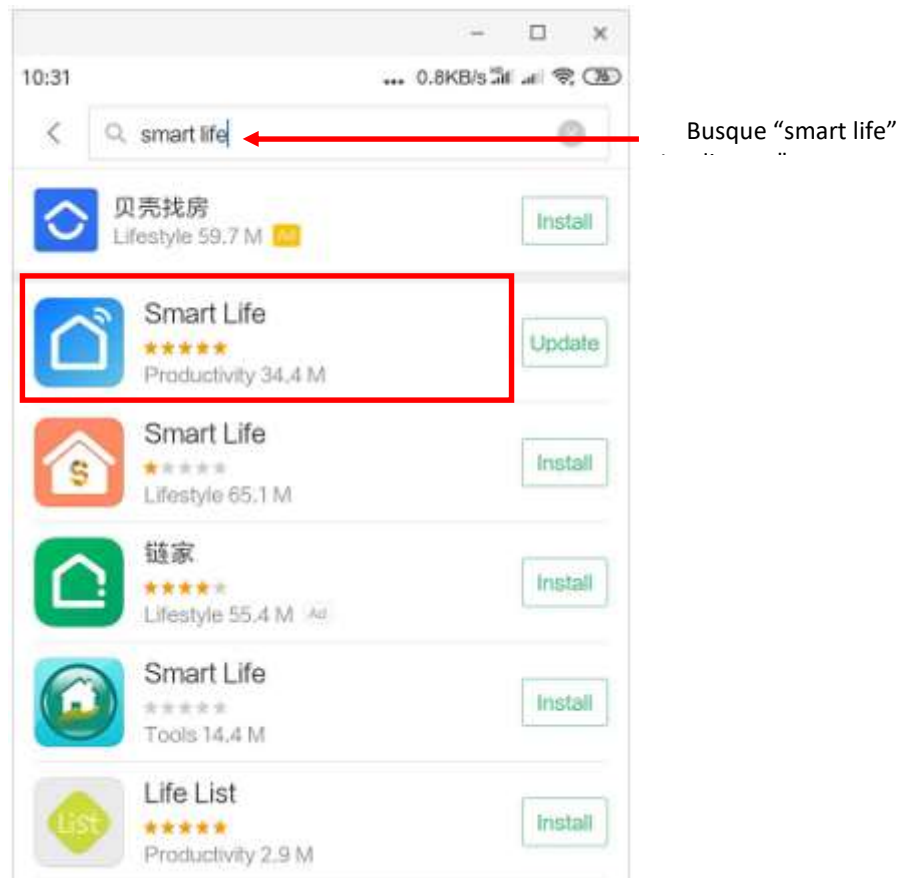 10:31
... 0.8KB/s 76
smart life
Busque “smart life”
贝壳找房
Lifestyle 59.7 M Ad
Install
Smart Life
Productivity 34.4 M
Update
Smart Life
Lifestyle 65.1 M
Install
链家
Lifestyle 55.4 M Ad
Install
Smart Life
Tools 14.4 M
Install
List
Life List
Productivity 2.9 M
Install